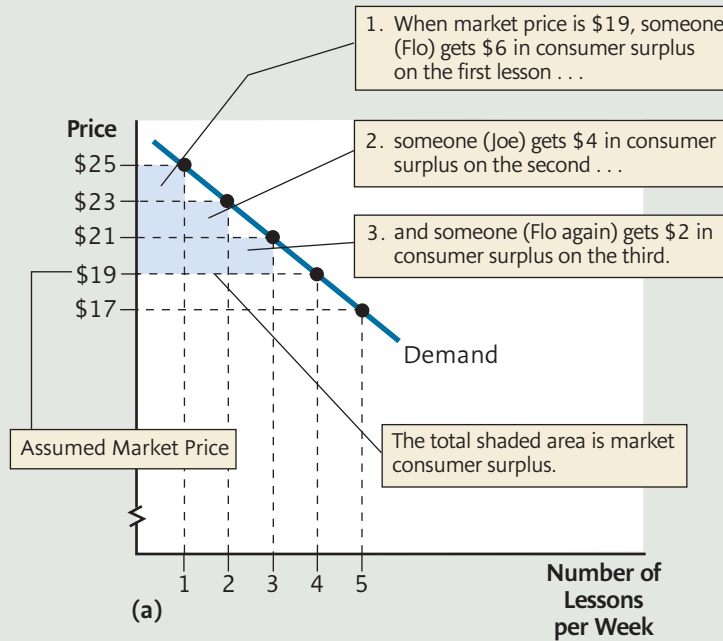 1. When market price is $19, someone
(Flo) gets $6 in consumer surplus
on the first lesson . . .
Price
2. someone (Joe) gets $4 in consumer
surplus on the second . . .
$25
$23
$21
$19
$17
3. and someone (Flo again) gets $2 in
consumer surplus on the third.
Demand
Assumed Market Price
The total shaded area is market
consumer surplus.
1 2 3 4 5
(a)
Number of
Lessons
per Week